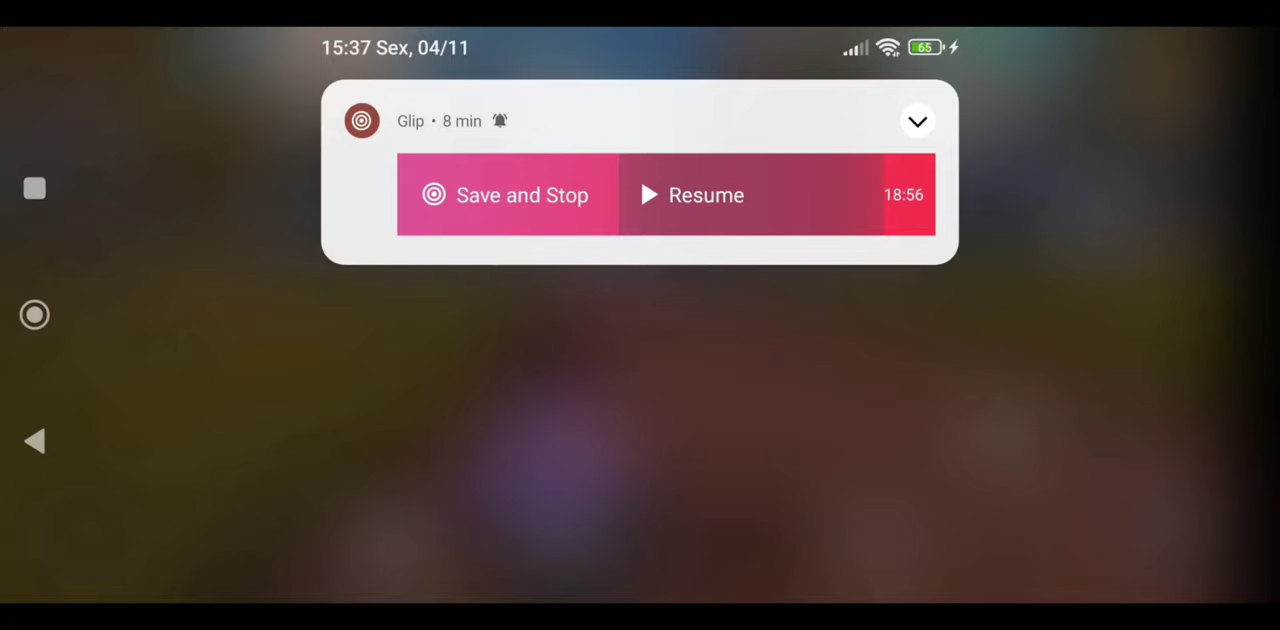 15:37 Sex, 04/11
65
Glip • 8 min
Save and Stop
Resume
18:56